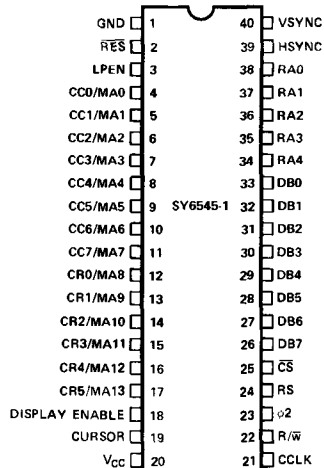 GND 1 40 VSYNC
R̅E̅S̅ 2 39 HSYNC
LPEN 3 38 RA0
CC0/MA0 4 37 RA1
CC1/MA1 5 36 RA2
CC2/MA2 6 35 RA3
CC3/MA3 7 34 RA4
CC4/MA4 8 33 DB0
CC5/MA5 9 SY6545-1 32 DB1
CC6/MA6 10 31 DB2
CC7/MA7 11 30 DB3
CR0/MA8 12 29 DB4
CR1/MA9 13 28 DB5
CR2/MA10 14 27 DB6
CR3/MA11 15 26 DB7
CR4/MA12 16 25 C̅S̅
CR5/MA13 17 24 RS
DISPLAY ENABLE 18 23 φ2
CURSOR 19 22 R/w̅
VCC 20 21 CCLK